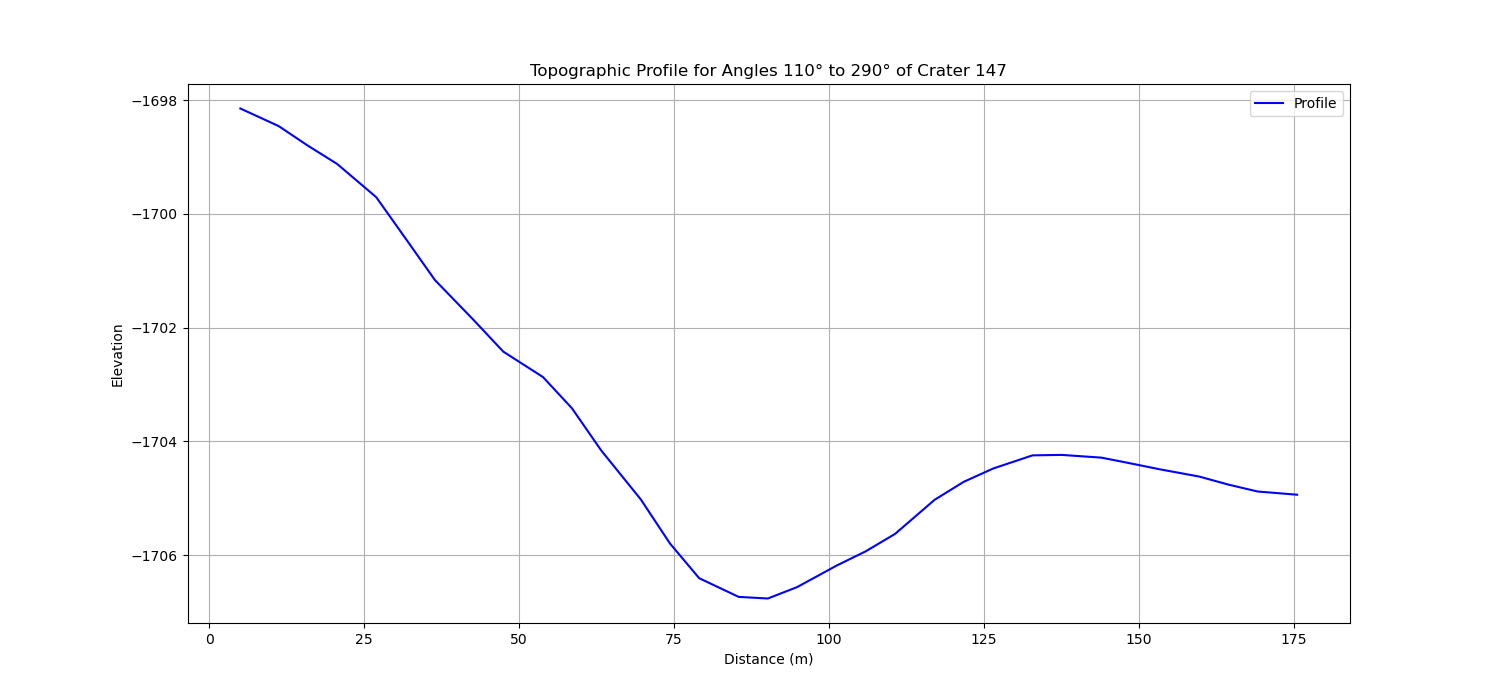 Topographic Profile for Angles 110° to 290° of Crater 147
Profile
−1698
−1700
−1702
−1704
−1706
Elevation
0 25 50 75 100 125 150 175
Distance (m)